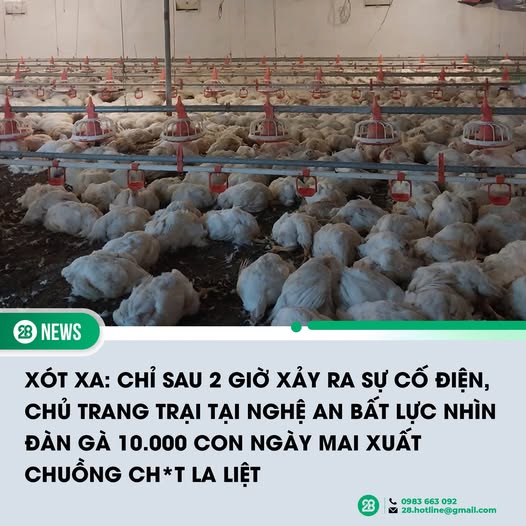 2B NEWS
XÓT XA: CHỈ SAU 2 GIỜ XẢY RA SỰ CỐ ĐIỆN,
CHỦ TRANG TRẠI TẠI NGHỆ AN BẤT LỰC NHÌN
ĐÀN GÀ 10.000 CON NGÀY MAI XUẤT
CHUỒNG CH*T LA LIỆT
2B
0983 663 092
28.hotline@gmail.com